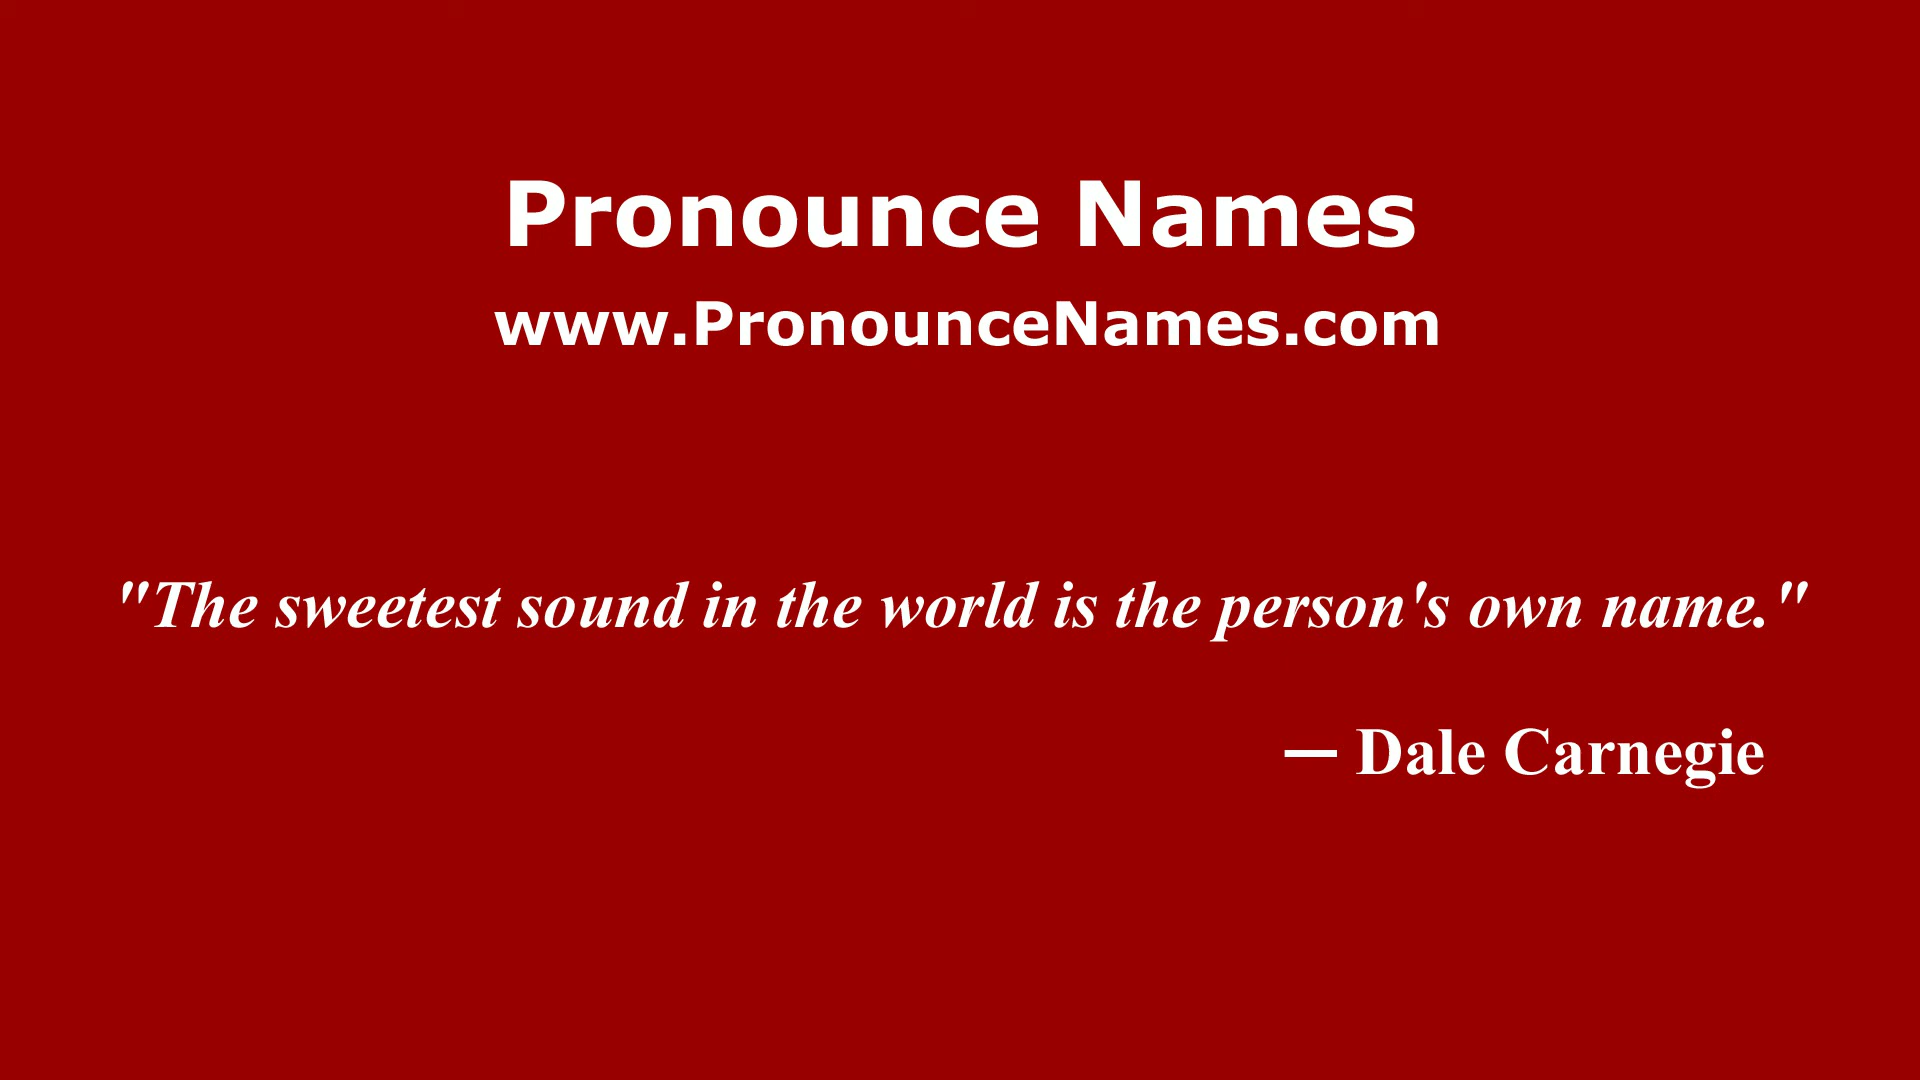 Pronounce Names
www.PronounceNames.com
"The sweetest sound in the world is the person's own name."
— Dale Carnegie